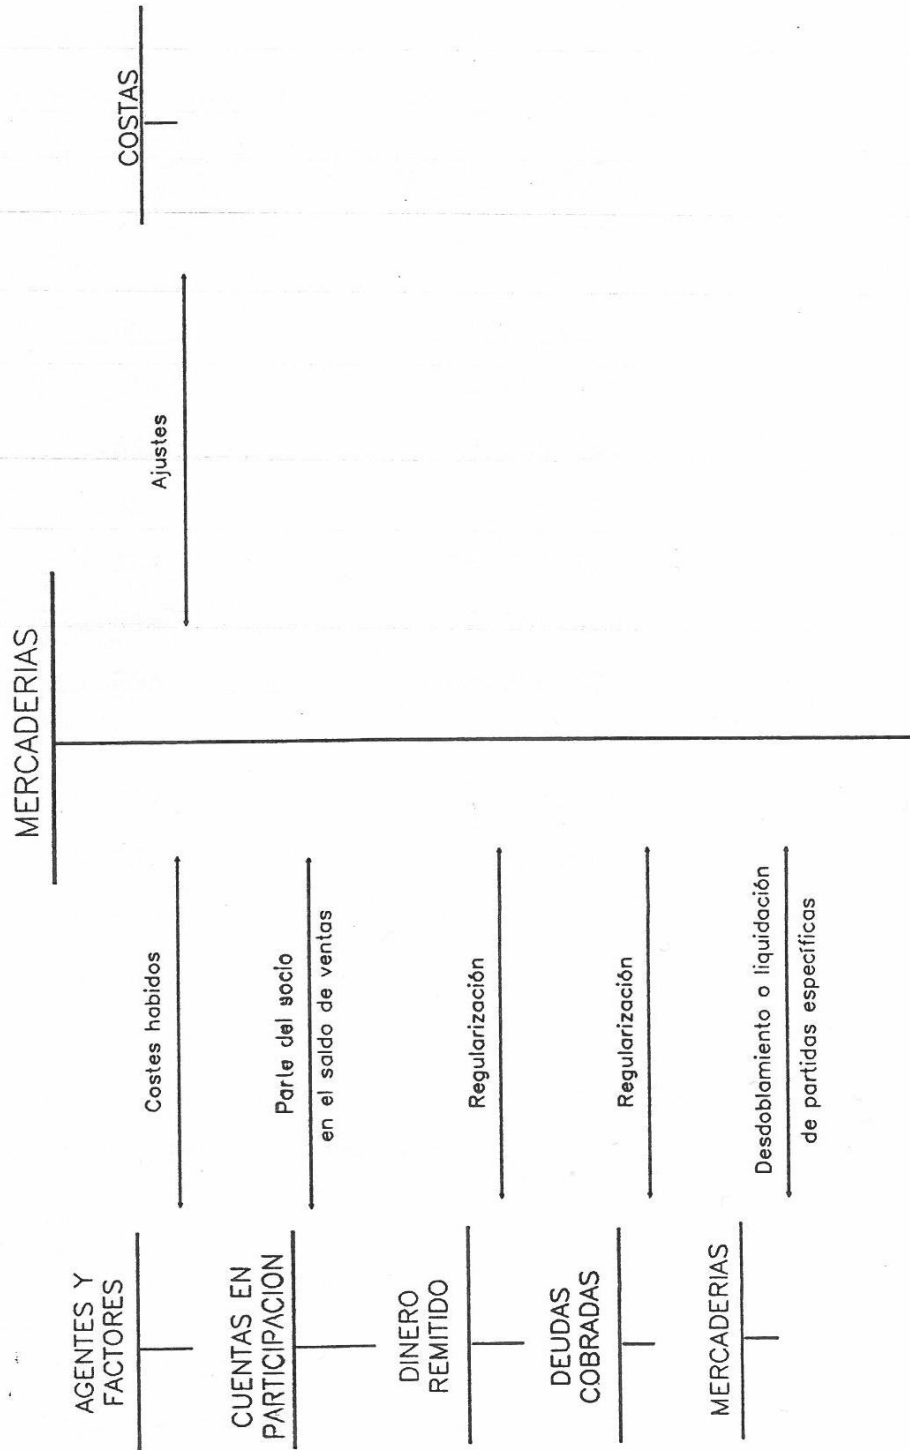 MERCADERIAS
AGENTES Y
FACTORES
Costes habidos
Ajustes
COSTAS
CUENTAS EN
PARTICIPACION
Parte del socio
en el saldo de ventas
DINERO
REMITIDO
Regularización
DEUDAS
COBRADAS
Regularización
MERCADERIAS
Desdoblamiento o liquidación
de partidas específicas